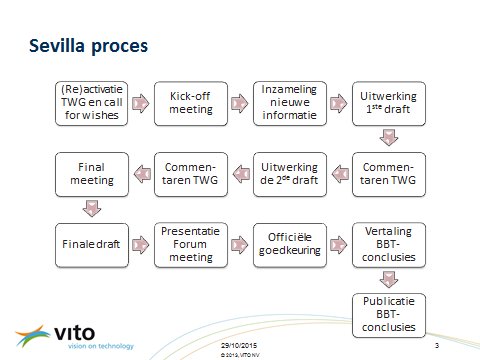 Sevilla proces
(Re)activatie
TWG en call
for wishes
Kick-off
meeting
Inzameling
nieuwe
informatie
Uitwerking
1ste draft
Commen-
taren TWG
Uitwerking
de 2de draft
Commen-
taren TWG
Final
meeting
Finale draft
Presentatie
Forum
meeting
Officiële
goedkeuring
Vertaling
BBT-
conclusies
Publicatie
BBT-
conclusies
vito
vision on technology
29/10/2015
© 2013, VITO NV
3